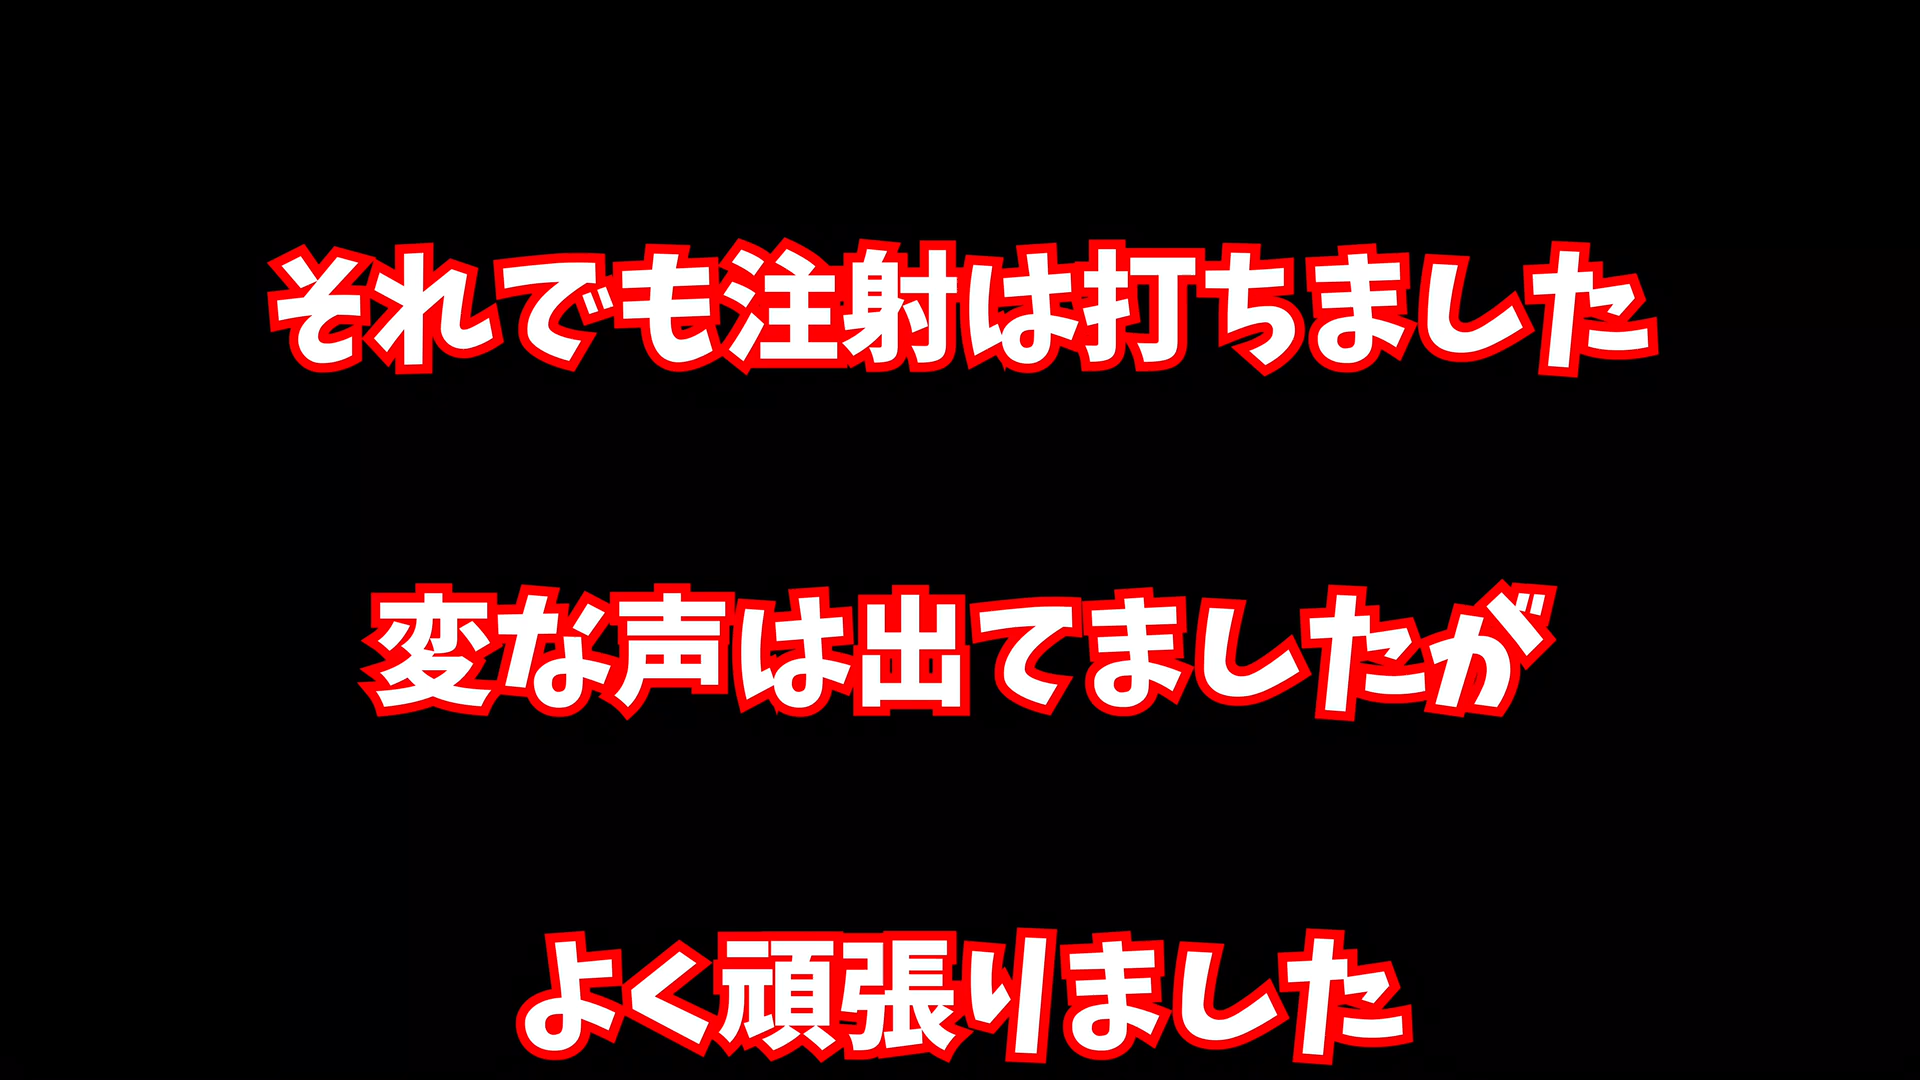 それでも注射は打ちました
変な声は出てましたが
よく頑張りました